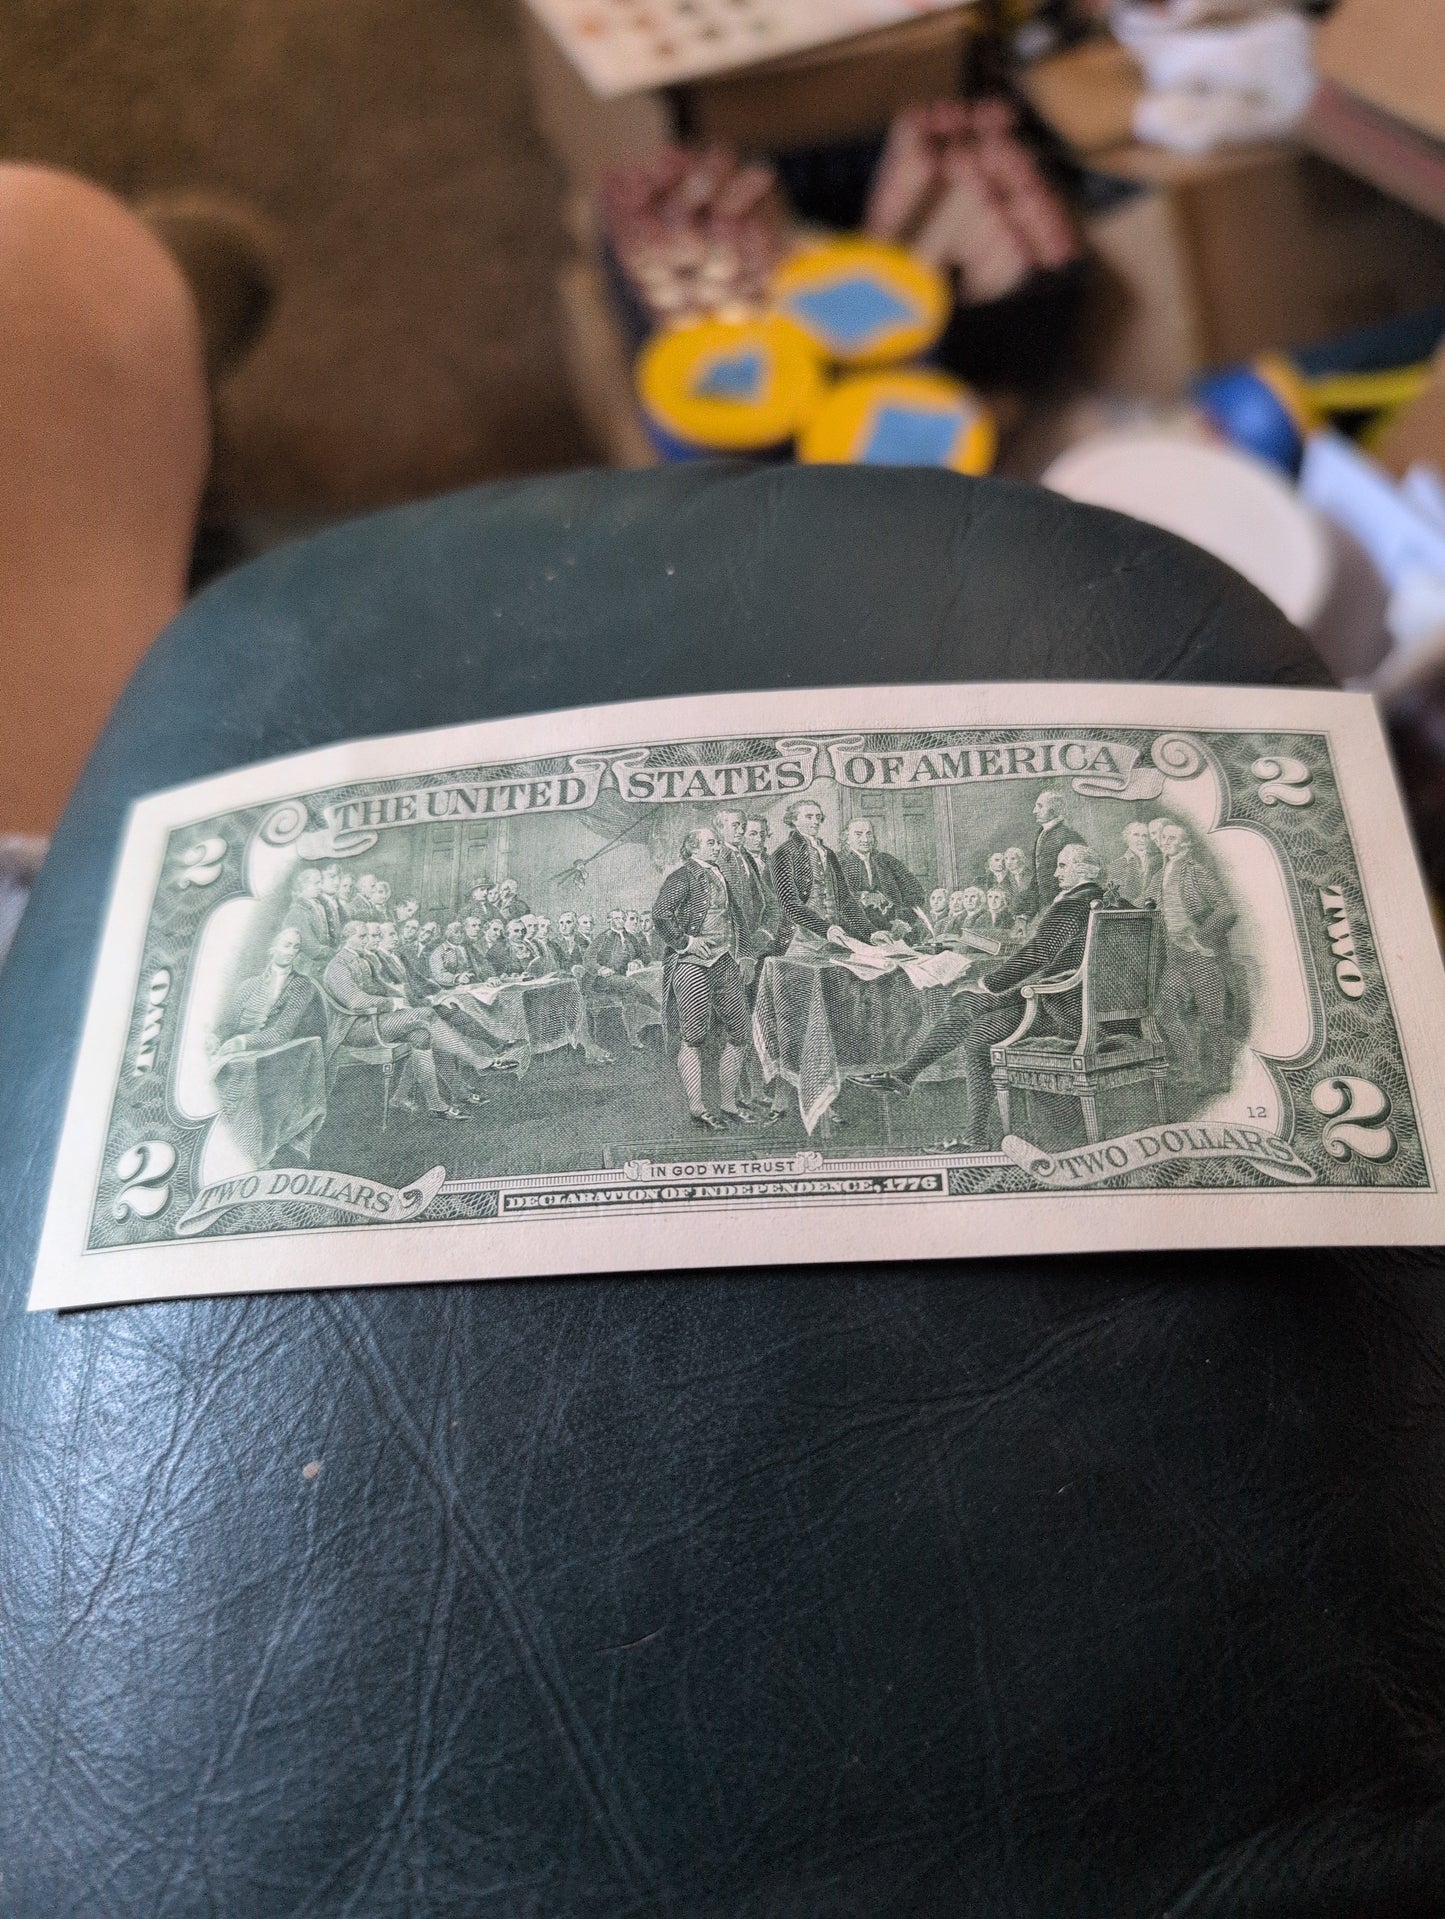 THE UNITED STATES OF AMERICA
2
2
TWO
TWO
12
2
2
TWO DOLLARS
IN GOD WE TRUST
TWO DOLLARS
DECLARATION OF INDEPENDENCE, 1776